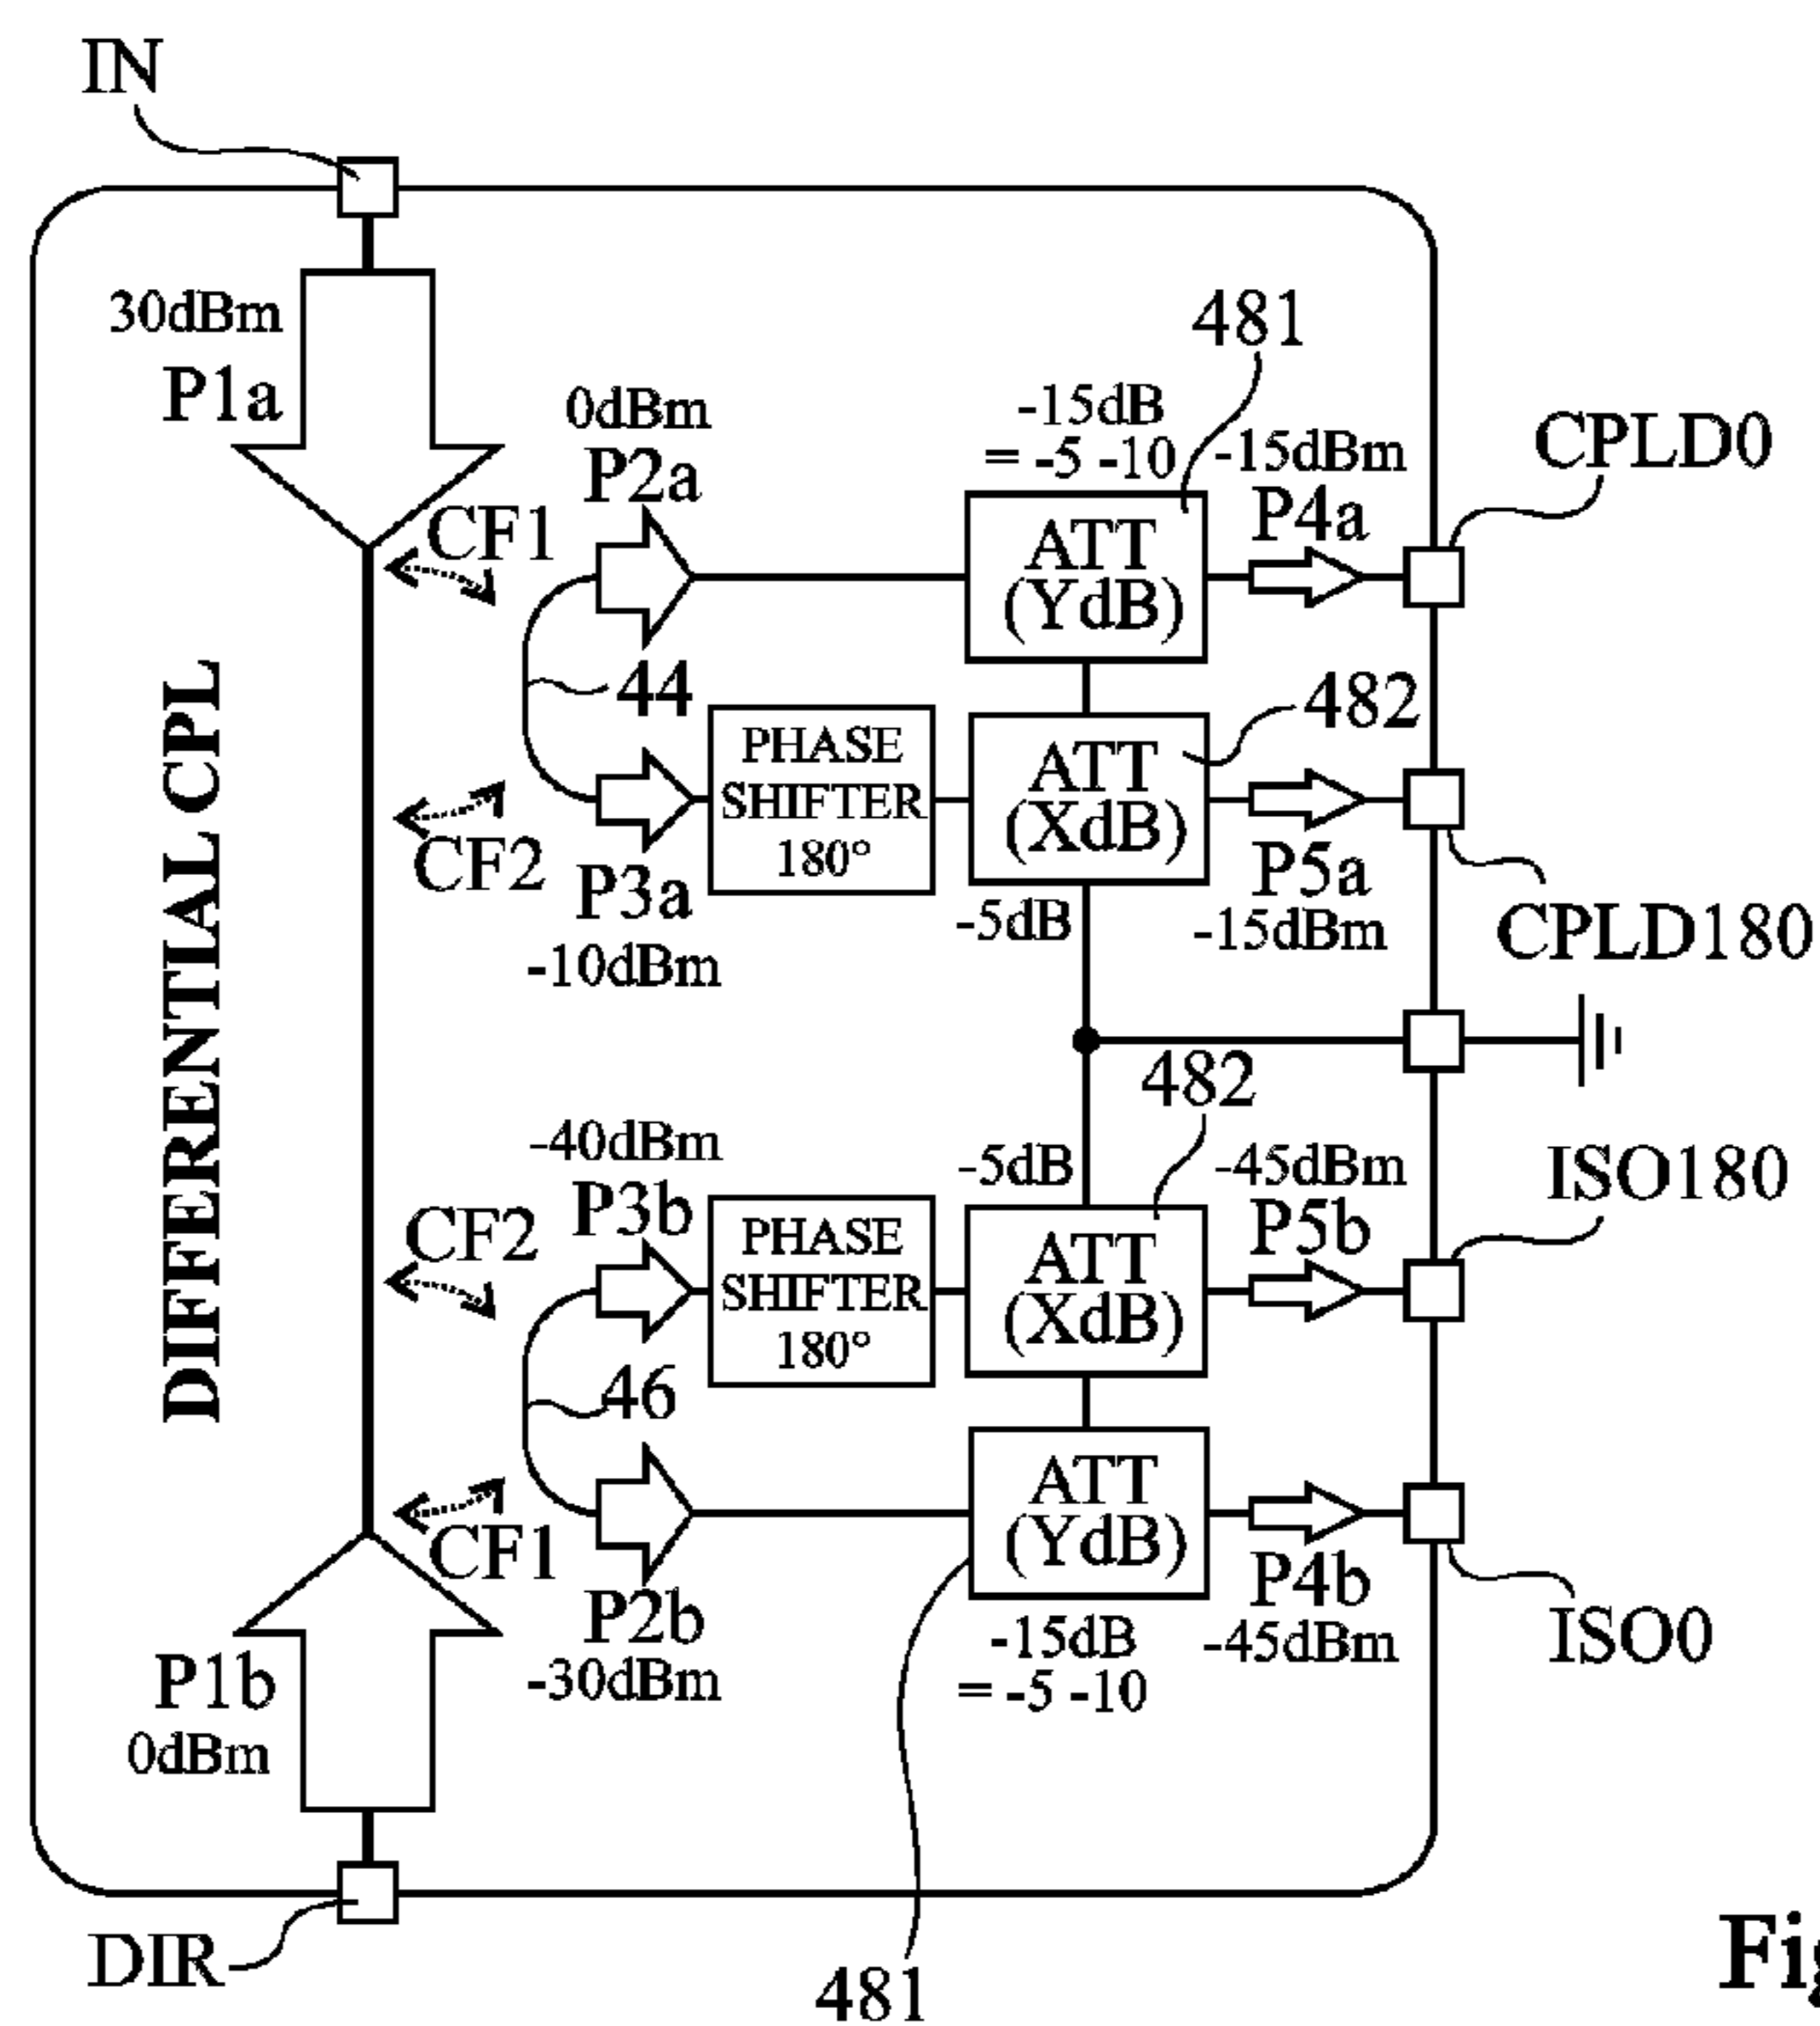 IN
30dBm
P1a
0dBm
P2a
CF1
44
CF2
P3a
-10dBm
PHASE
SHIFTER
180°
481
-15dB
= -5 -10
ATT
(YdB)
-15dBm
P4a
CPLD0
482
ATT
(XdB)
-5dB
P5a
-15dBm
CPLD180
DIFFERENTIAL CPL
-40dBm
P3b
CF2
46
CF1
P2b
-30dBm
PHASE
SHIFTER
180°
482
-5dB
ATT
(XdB)
-45dBm
P5b
ISO180
ATT
(YdB)
-15dB
= -5 -10
P4b
-45dBm
ISO0
P1b
0dBm
DIR
481